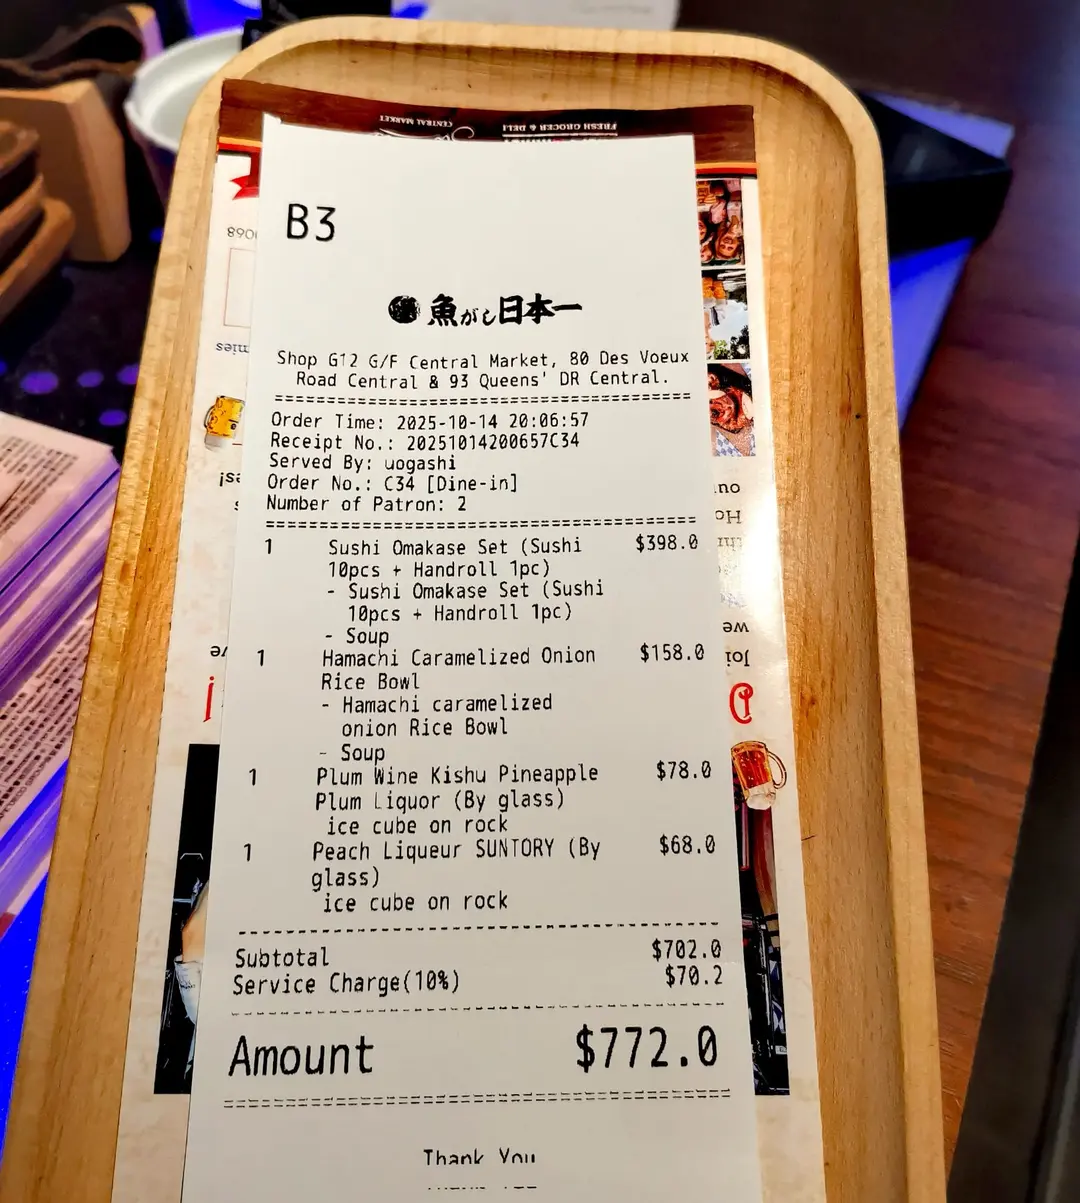 CENTRAL MARKET
FRESH GROCER & DELI
B3
魚がし日本一
Shop G12 G/F Central Market, 80 Des Voeux
Road Central & 93 Queens' DR Central.
========================================
Order Time: 2025-10-14 20:06:57
Receipt No.: 20251014200657C34
Served By: uogashi
Order No.: C34 [Dine-in]
Number of Patron: 2
========================================
1 Sushi Omakase Set (Sushi $398.0
10pcs + Handroll 1pc)
- Sushi Omakase Set (Sushi
10pcs + Handroll 1pc)
- Soup
1 Hamachi Caramelized Onion $158.0
Rice Bowl
- Hamachi caramelized
onion Rice Bowl
- Soup
1 Plum Wine Kishu Pineapple $78.0
Plum Liquor (By glass)
ice cube on rock
1 Peach Liqueur SUNTORY (By $68.0
glass)
ice cube on rock
----------------------------------------
Subtotal $702.0
Service Charge(10%) $70.2
----------------------------------------
Amount $772.0
========================================
Thank You